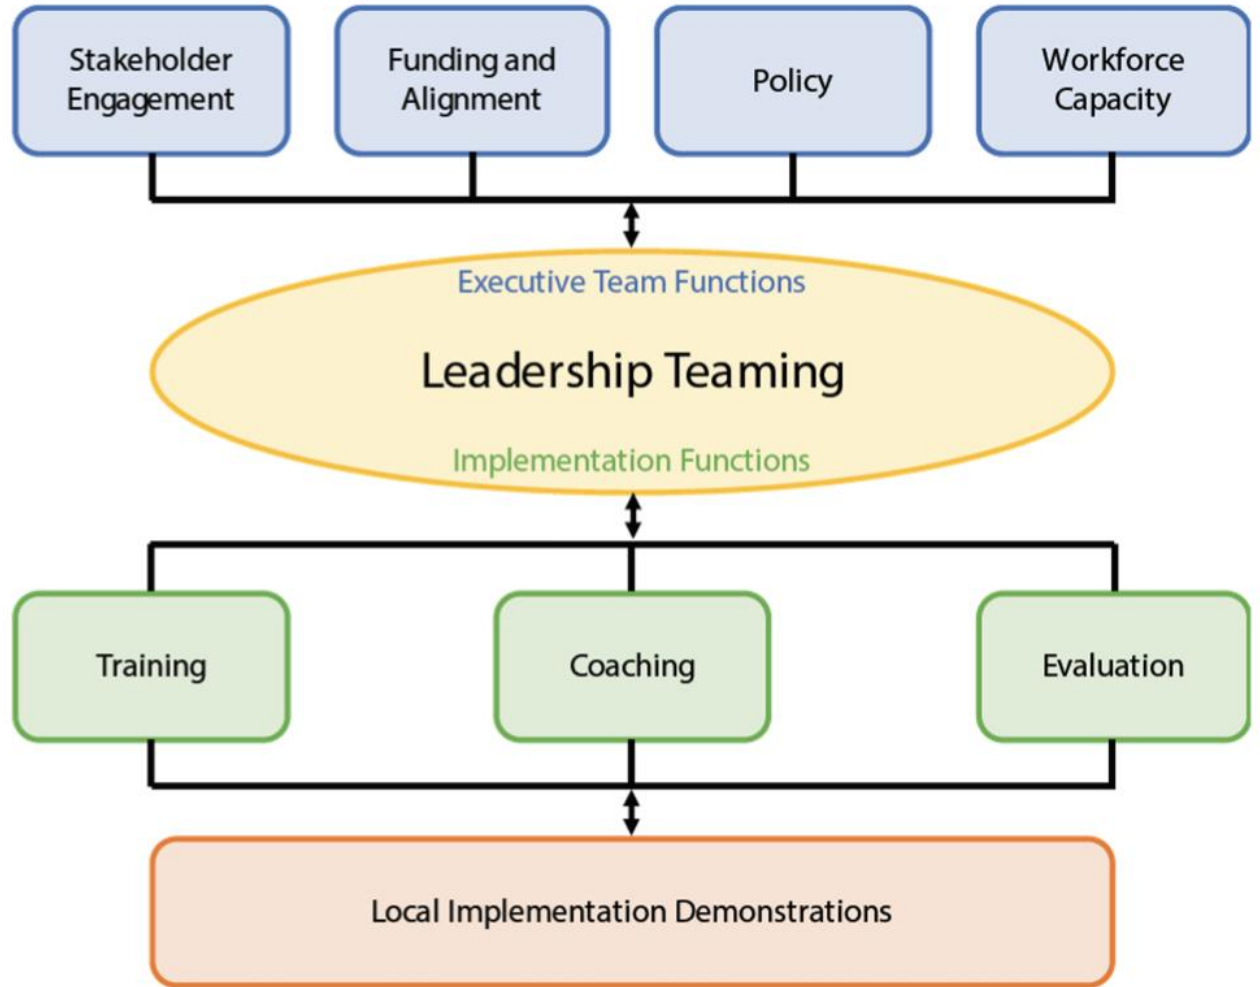 Stakeholder
Engagement
Funding and
Alignment
Policy
Workforce
Capacity
Executive Team Functions
Leadership Teaming
Implementation Functions
Training
Coaching
Evaluation
Local Implementation Demonstrations